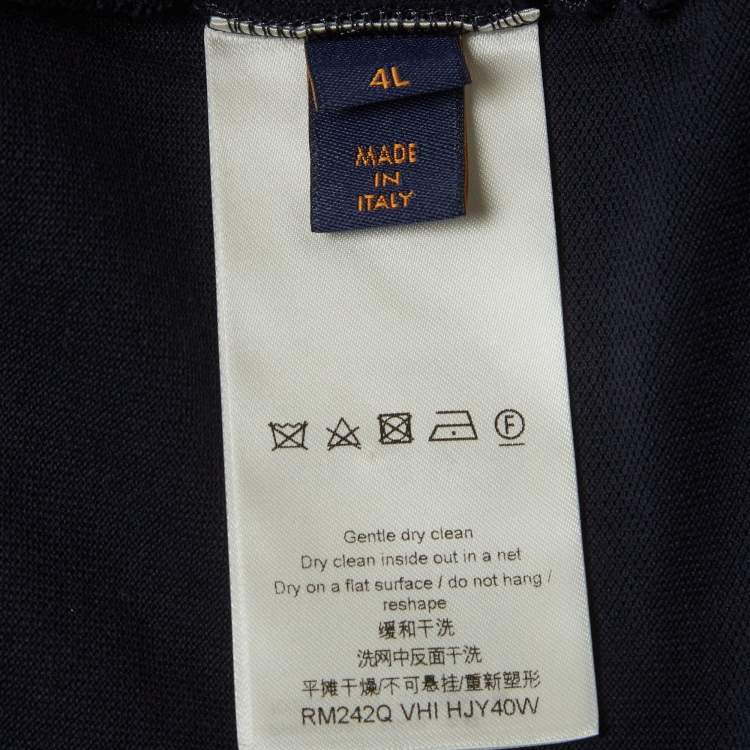 4L
MADE
IN
ITALY
F
Gentle dry clean
Dry clean inside out in a net
Dry on a flat surface / do not hang /
reshape
缓和干洗
洗网中反面干洗
平摊干燥/不可悬挂/重新塑形
RM242Q VHI HJY40W